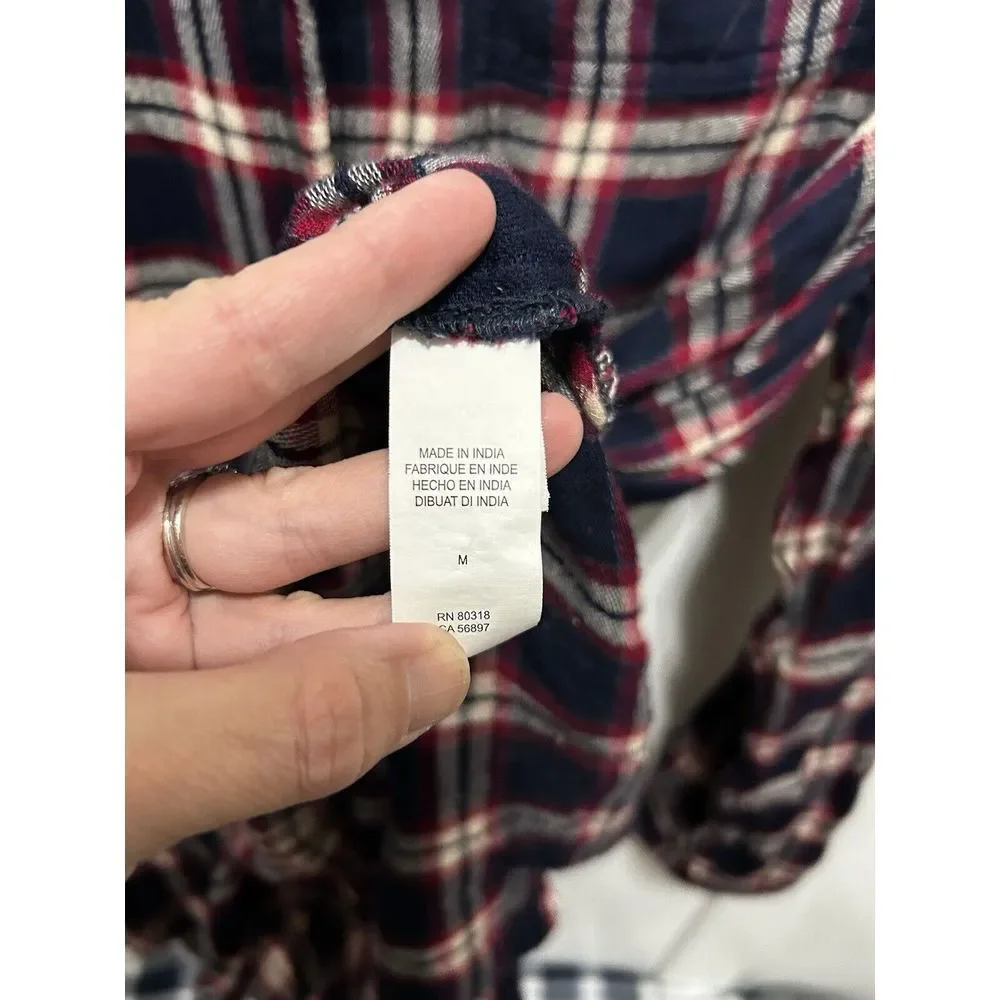 MADE IN INDIA
FABRIQUE EN INDE
HECHO EN INDIA
DIBUAT DI INDIA
M
RN 80318
CA 56897